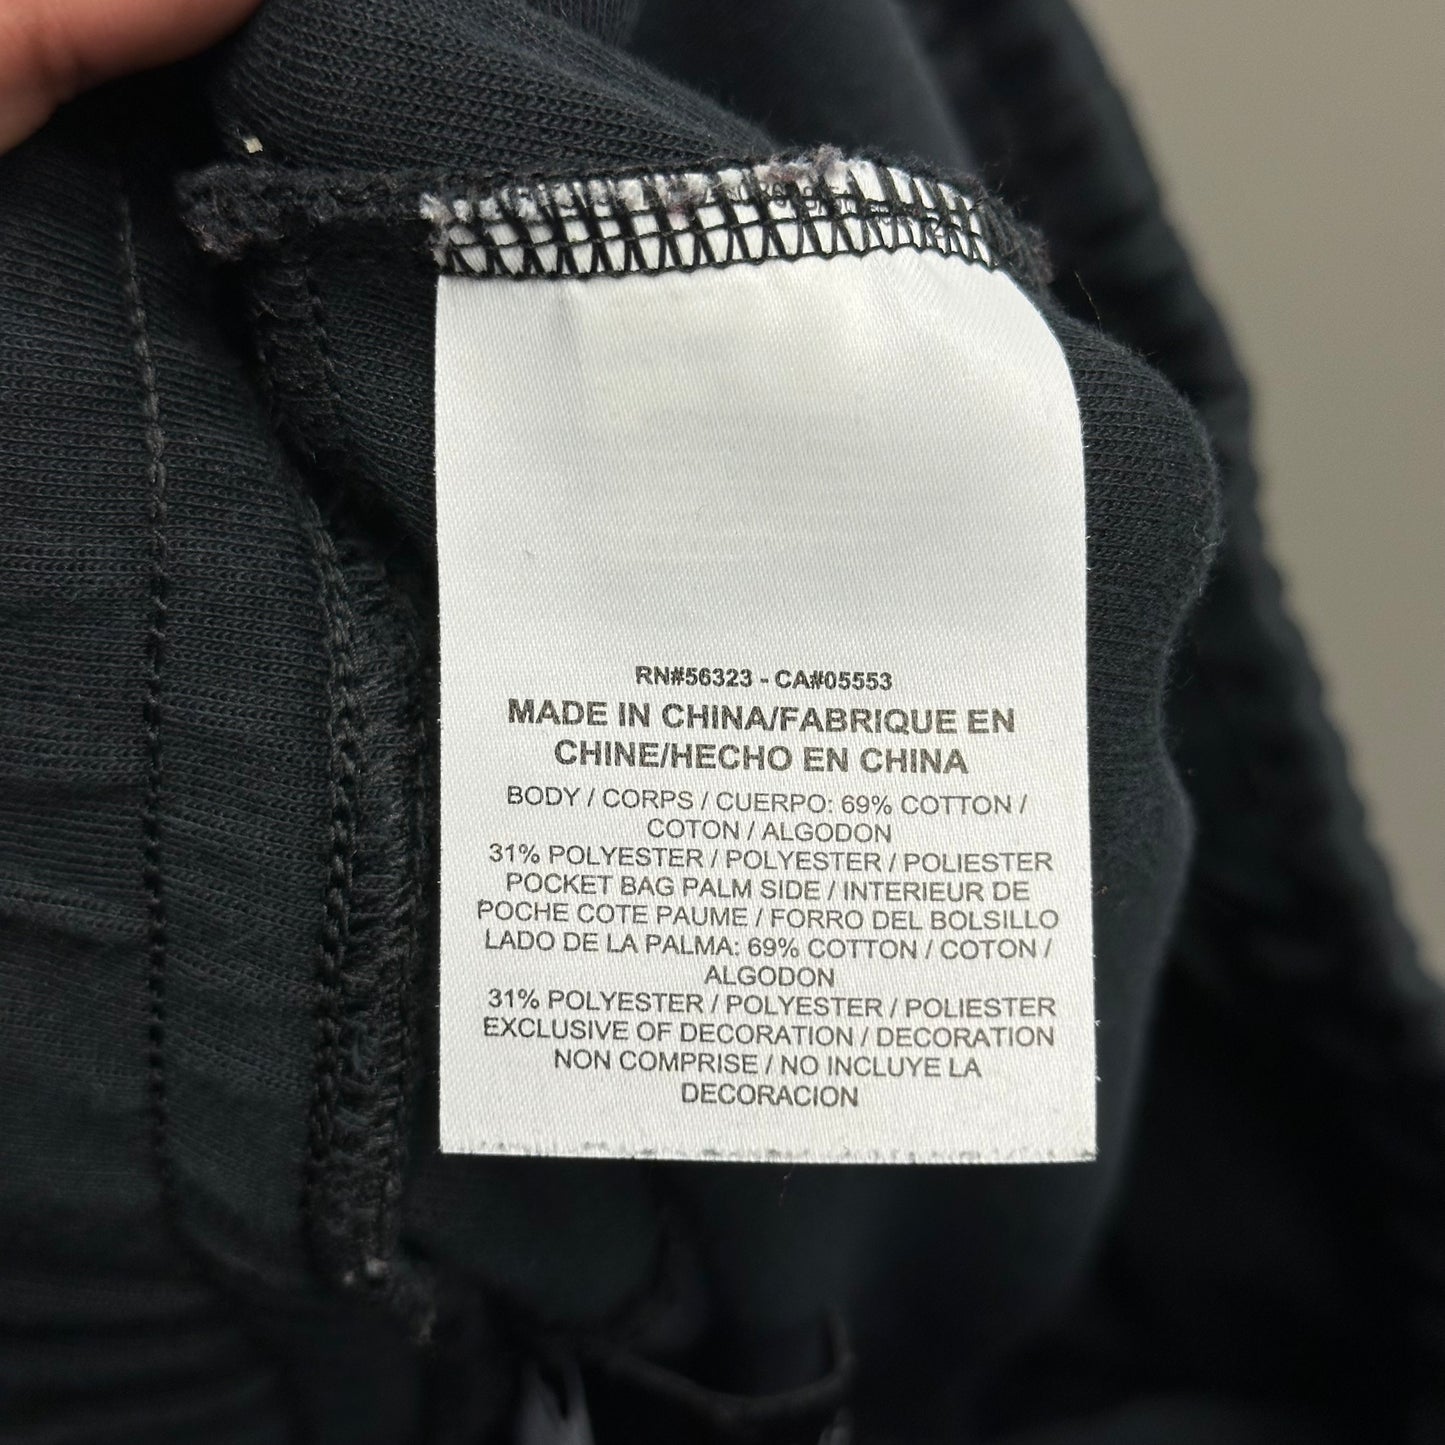 RN#56323 - CA#05553
MADE IN CHINA/FABRIQUE EN
CHINE/HECHO EN CHINA
BODY / CORPS / CUERPO: 69% COTTON /
COTON / ALGODON
31% POLYESTER / POLYESTER / POLIESTER
POCKET BAG PALM SIDE / INTERIEUR DE
POCHE COTE PAUME / FORRO DEL BOLSILLO
LADO DE LA PALMA: 69% COTTON / COTON /
ALGODON
31% POLYESTER / POLYESTER / POLIESTER
EXCLUSIVE OF DECORATION / DECORATION
NON COMPRISE / NO INCLUYE LA
DECORACION